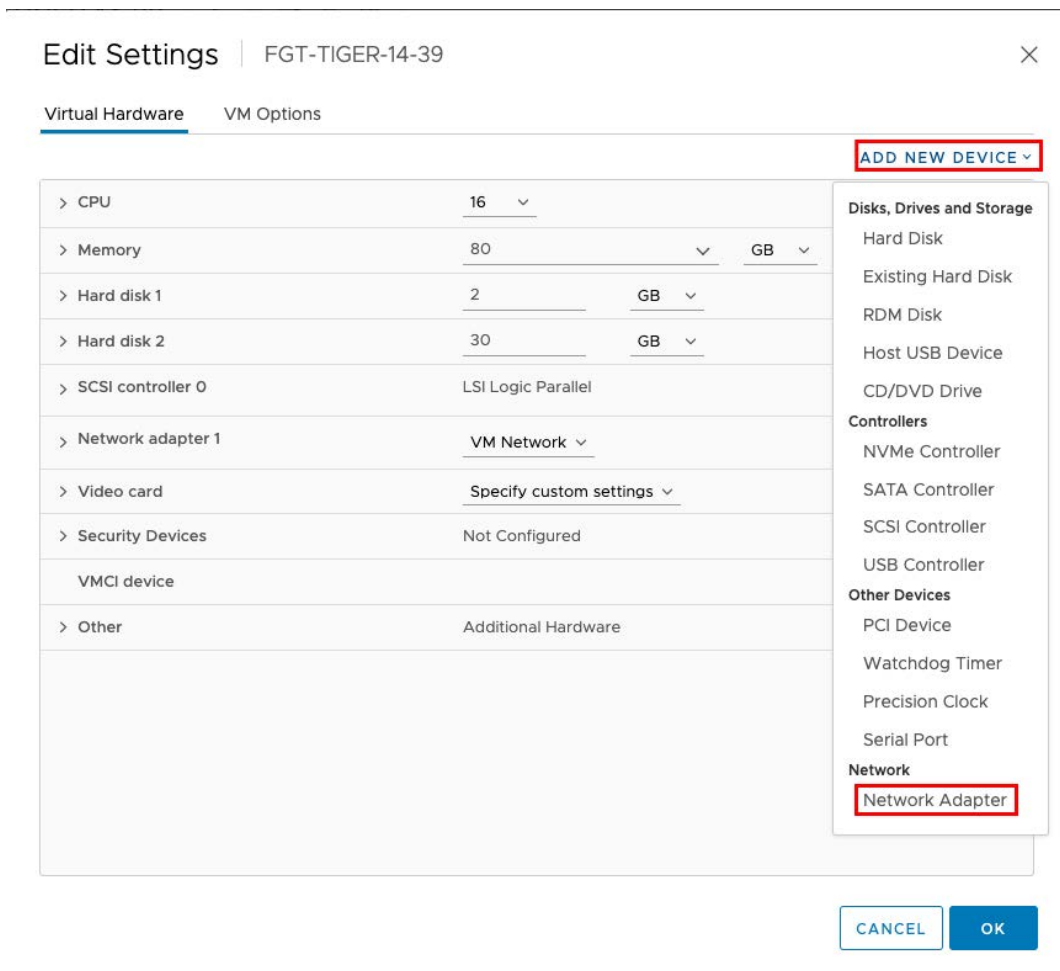 Edit Settings FGT-TIGER-14-39
Virtual Hardware VM Options
ADD NEW DEVICE
CPU 16
Memory 80 GB
Hard disk 1 2 GB
Hard disk 2 30 GB
SCSI controller 0 LSI Logic Parallel
Network adapter 1 VM Network
Video card Specify custom settings
Security Devices Not Configured
VMCI device
Other Additional Hardware
Disks, Drives and Storage
Hard Disk
Existing Hard Disk
RDM Disk
Host USB Device
CD/DVD Drive
Controllers
NVMe Controller
SATA Controller
SCSI Controller
USB Controller
Other Devices
PCI Device
Watchdog Timer
Precision Clock
Serial Port
Network
Network Adapter
CANCEL OK